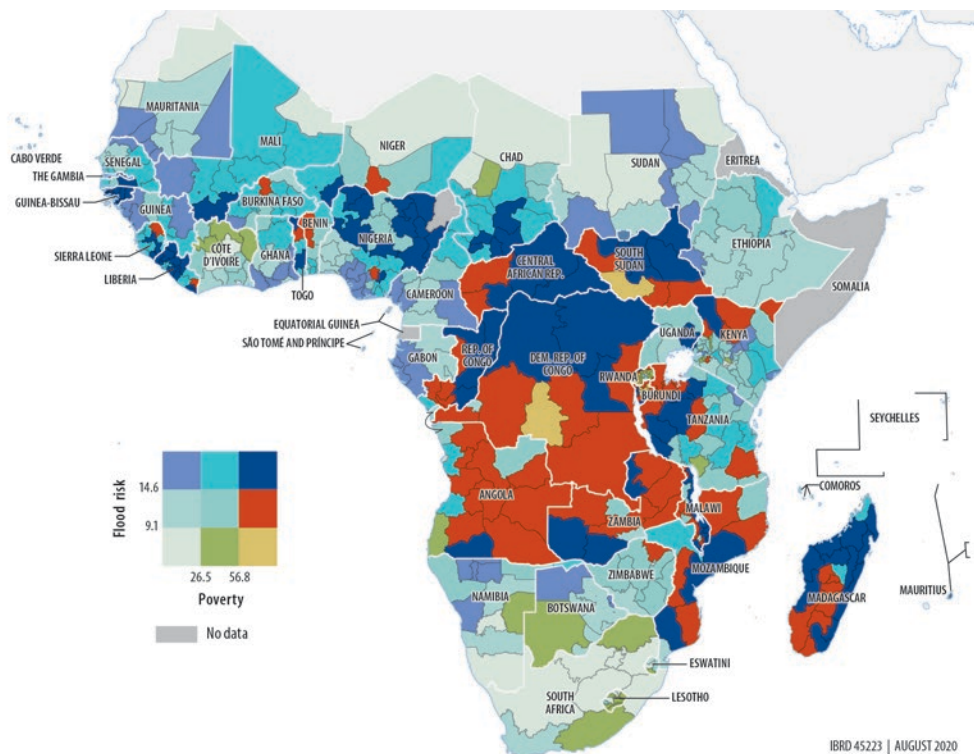 MAURITANIA
MALI
NIGER
CHAD
SUDAN
ERITREA
CABO VERDE
SENEGAL
THE GAMBIA
GUINEA-BISSAU
GUINEA
BURKINA FASO
BENIN
NIGERIA
SIERRA LEONE
CÔTE
D'IVOIRE
GHANA
LIBERIA
TOGO
CAMEROON
CENTRAL
AFRICAN REP.
SOUTH
SUDAN
ETHIOPIA
SOMALIA
EQUATORIAL GUINEA
SÃO TOMÉ AND PRÍNCIPE
GABON
REP. OF
CONGO
DEM. REP. OF
CONGO
UGANDA
KENYA
RWANDA
BURUNDI
TANZANIA
SEYCHELLES
COMOROS
ANGOLA
ZAMBIA
MALAWI
MOZAMBIQUE
ZIMBABWE
MADAGASCAR
MAURITIUS
NAMIBIA
BOTSWANA
ESWATINI
LESOTHO
SOUTH
AFRICA
Flood risk
14.6
9.1
26.5 56.8
Poverty
No data
IBRD 45223 | AUGUST 2020